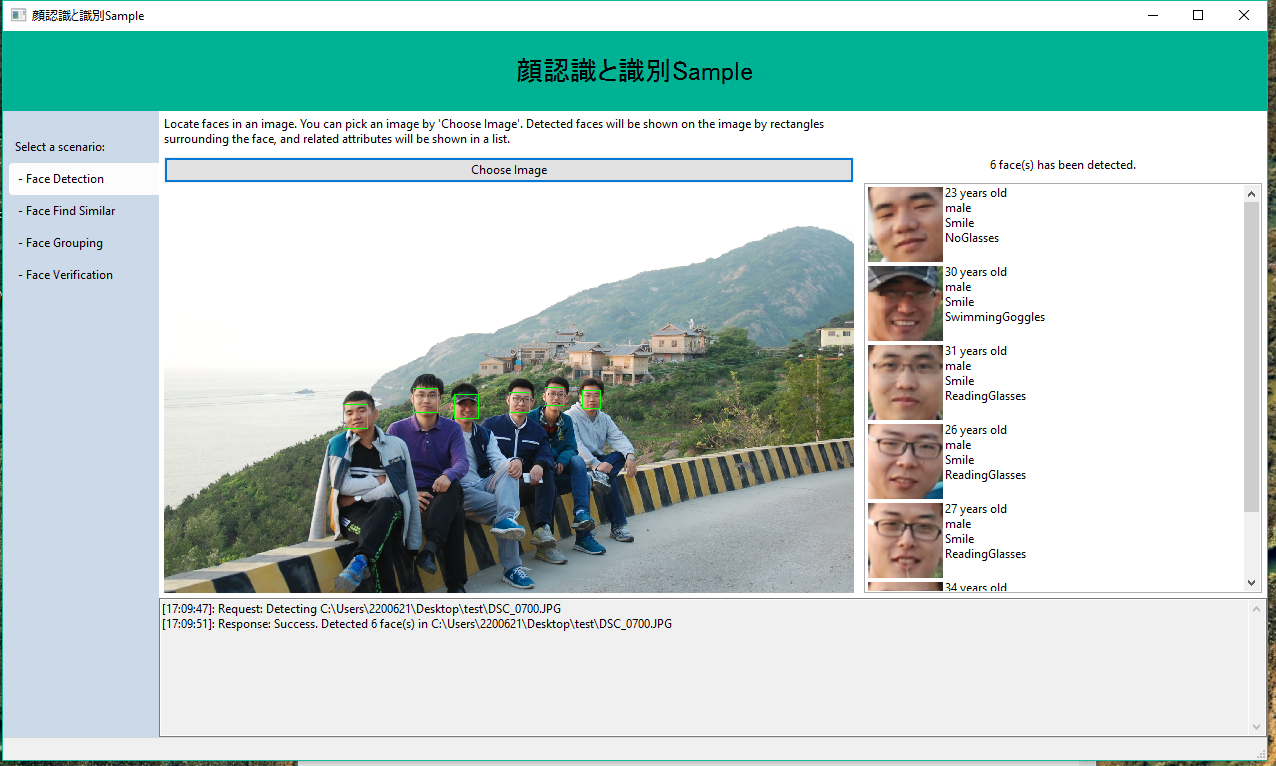 顔認識と識別Sample
顔認識と識別Sample
Select a scenario:
- Face Detection
- Face Find Similar
- Face Grouping
- Face Verification
Locate faces in an image. You can pick an image by 'Choose Image'. Detected faces will be shown on the image by rectangles
surrounding the face, and related attributes will be shown in a list.
Choose Image
6 face(s) has been detected.
23 years old
male
Smile
NoGlasses
30 years old
male
Smile
SwimmingGoggles
31 years old
male
Smile
ReadingGlasses
26 years old
male
Smile
ReadingGlasses
27 years old
male
Smile
ReadingGlasses
34 years old
[17:09:47]: Request: Detecting C:\Users\2200621\Desktop\test\DSC_0700.JPG
[17:09:51]: Response: Success. Detected 6 face(s) in C:\Users\2200621\Desktop\test\DSC_0700.JPG